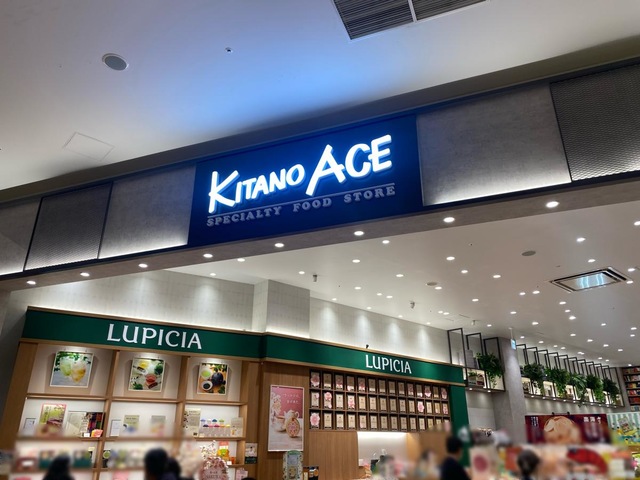 KITANO ACE
SPECIALTY FOOD STORE
LUPICIA
LUPICIA